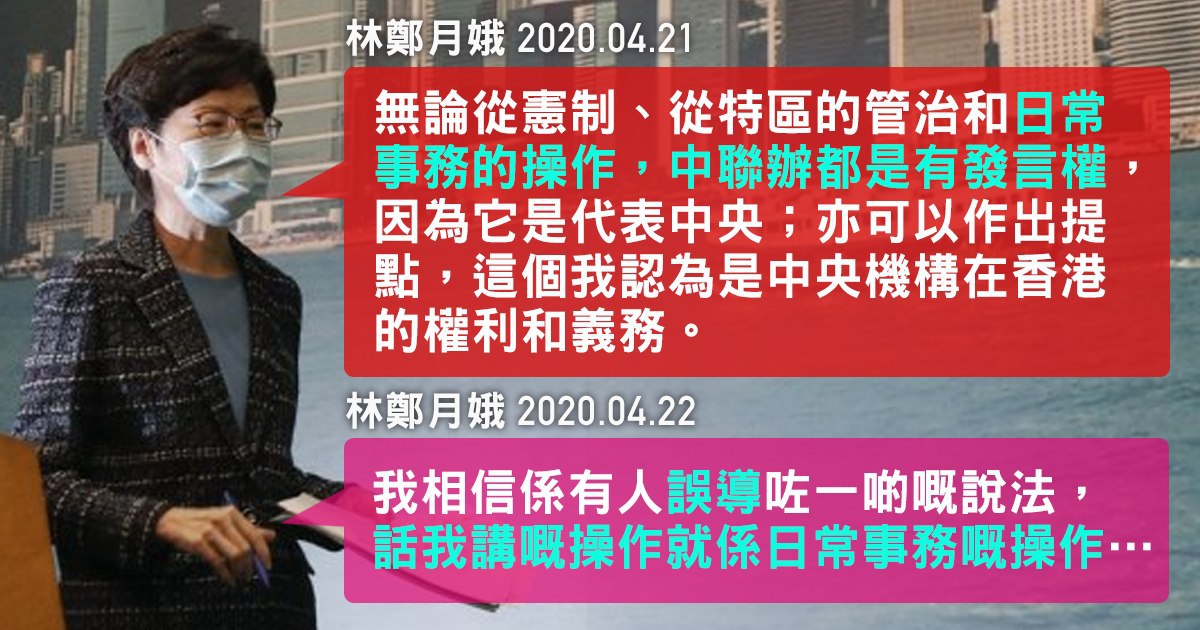 林鄭月娥 2020.04.21
無論從憲制、從特區的管治和日常
事務的操作，中聯辦都是有發言權，
因為它是代表中央；亦可以作出提
點，這個我認為是中央機構在香港
的權利和義務。
林鄭月娥 2020.04.22
我相信係有人誤導咗一啲嘅說法，
話我講嘅操作就係日常事務嘅操作…